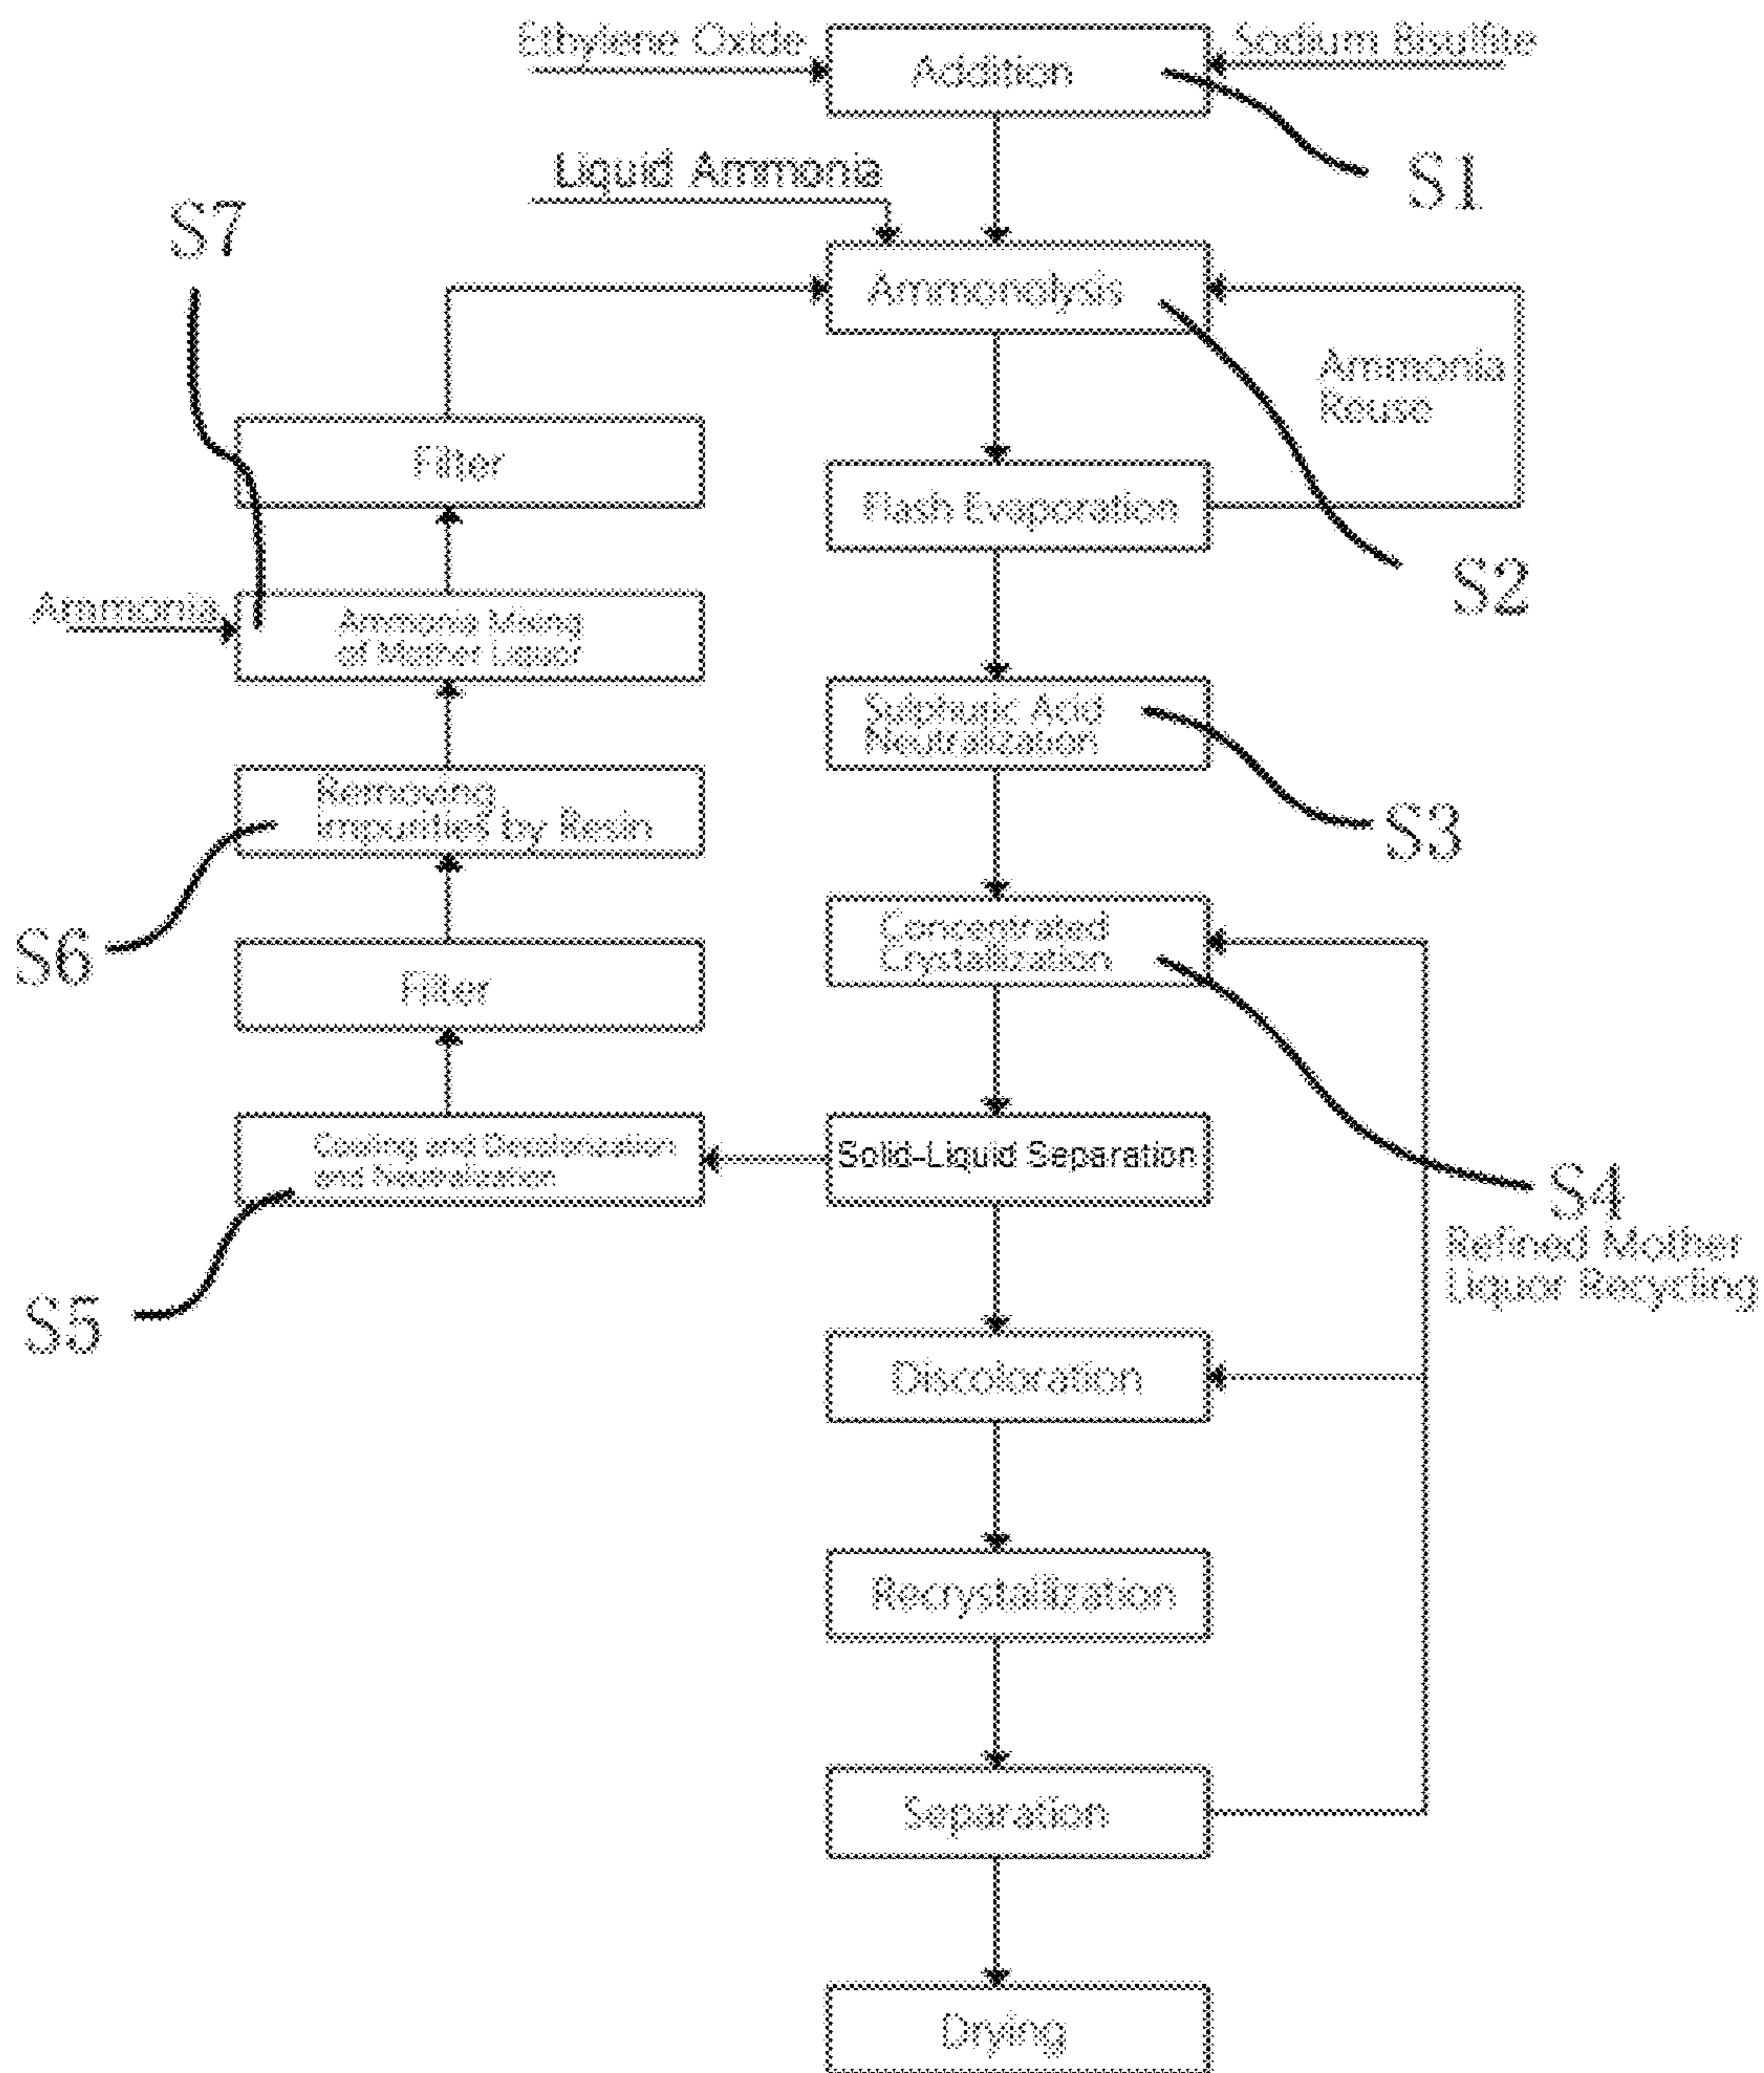 Ethylene Oxide
Addition
Sodium Bisulfite
S1
Liquid Ammonia
S7
Ammonolysis
Ammonia
Reuse
Filter
Flash Evaporation
S2
Ammonia
Ammonia Mixing
of Mother Liquor
Sulphuric Acid
Neutralization
Removing
Impurities by Resin
S3
S6
Concentrated
Crystallization
Filter
Cooling and Decolorization
and Neutralization
Solid-Liquid Separation
S4
Refined Mother
Liquor Recycling
S5
Discoloration
Recrystallization
Separation
Drying